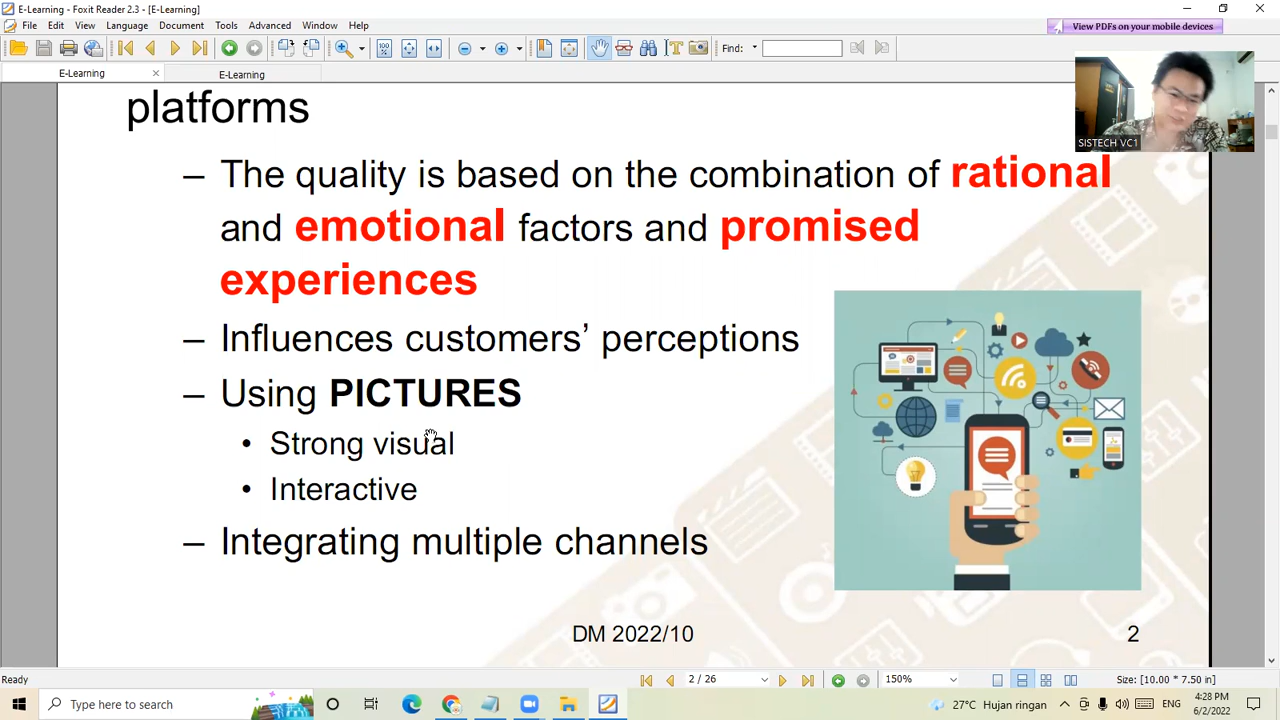 E-Learning - Foxit Reader 2.3 - [E-Learning]
File Edit View Language Document Tools Advanced Window Help
View PDFs on your mobile devices
Find:
E-Learning
E-Learning
SISTECH VC1
platforms
– The quality is based on the combination of rational
and emotional factors and promised
experiences
– Influences customers’ perceptions
– Using PICTURES
• Strong visual
• Interactive
– Integrating multiple channels
DM 2022/10
2
Ready
2 / 26
150%
Size: [10.00 * 7.50 in]
Type here to search
27°C Hujan ringan
ENG
4:28 PM
6/2/2022